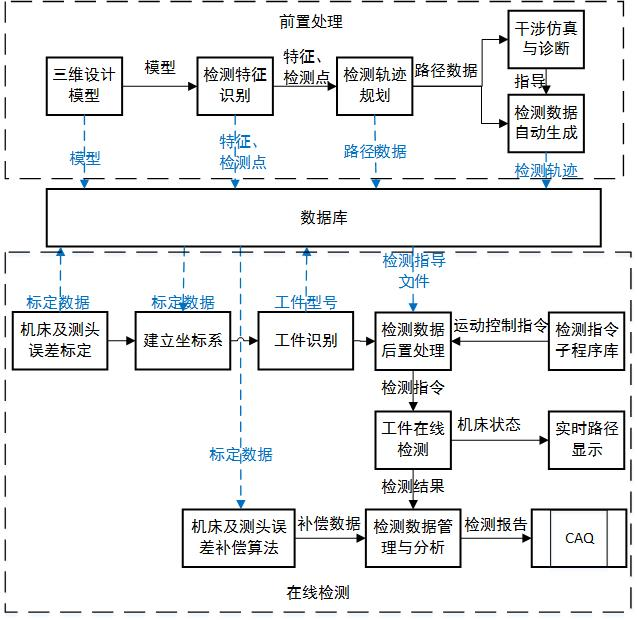 前置处理
干涉仿真
与诊断
三维设计
模型
模型
检测特征
识别
特征、
检测点
检测轨迹
规划
路径数据
指导
检测数据
自动生成
模型
特征、
检测点
路径数据
检测轨迹
数据库
检测指导
文件
标定数据
标定数据
工件型号
机床及测头
误差标定
建立坐标系
工件识别
检测数据
后置处理
运动控制指令
检测指令
子程序库
检测指令
工件在线
检测
机床状态
实时路径
显示
标定数据
检测结果
机床及测头误
差补偿算法
补偿数据
检测数据管
理与分析
检测报告
CAQ
在线检测